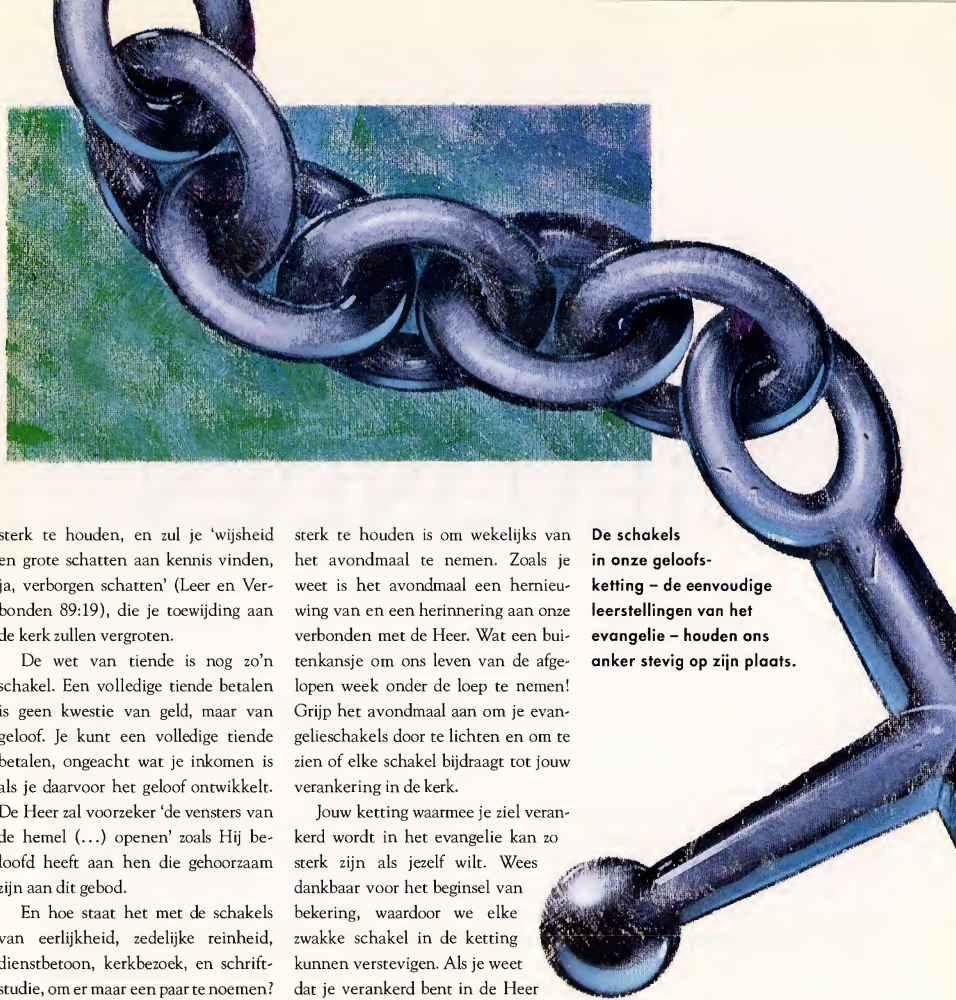 sterk te houden, en zul je ‘wijsheid
en grote schatten aan kennis vinden,
ja, verborgen schatten’ (Leer en Ver-
bonden 89:19), die je toewijding aan
de kerk zullen vergroten.
De wet van tiende is nog zo’n
schakel. Een volledige tiende betalen
is geen kwestie van geld, maar van
geloof. Je kunt een volledige tiende
betalen, ongeacht wat je inkomen is
als je daarvoor het geloof ontwikkelt.
De Heer zal voorzeker ‘de vensters van
de hemel (...) openen’ zoals Hij be-
loofd heeft aan hen die gehoorzaam
zijn aan dit gebod.
En hoe staat het met de schakels
van eerlijkheid, zedelijke reinheid,
dienstbetoon, kerkbezoek, en schrift-
studie, om er maar een paar te noemen?
sterk te houden is om wekelijks van
het avondmaal te nemen. Zoals je
weet is het avondmaal een hernieu-
wing van en een herinnering aan onze
verbonden met de Heer. Wat een bui-
tenkansje om ons leven van de afge-
lopen week onder de loep te nemen!
Grijp het avondmaal aan om je evan-
gelieschakels door te lichten en om te
zien of elke schakel bijdraagt tot jouw
verankering in de kerk.
Jouw ketting waarmee je ziel veran-
kerd wordt in het evangelie kan zo
sterk zijn als jezelf wilt. Wees
dankbaar voor het beginsel van
bekering, waardoor we elke
zwakke schakel in de ketting
kunnen verstevigen. Als je weet
dat je verankerd bent in de Heer
De schakels
in onze geloofs-
ketting – de eenvoudige
leerstellingen van het
evangelie – houden ons
anker stevig op zijn plaats.